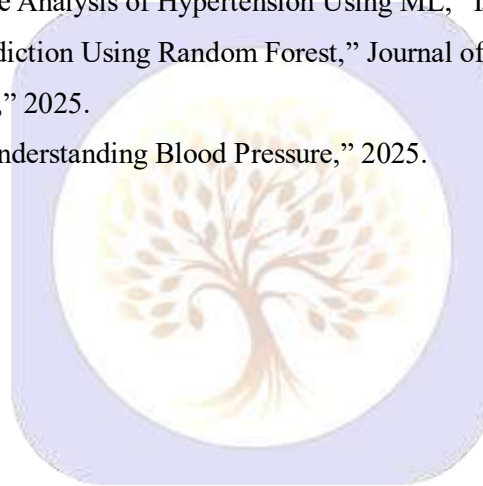 e Analysis of Hypertension Using ML,"
diction Using Random Forest," Journal of
," 2025.
nderstanding Blood Pressure," 2025.